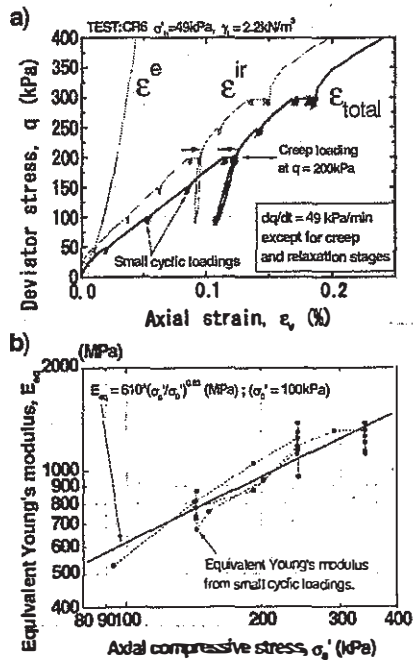 a)
TEST:CR6 σ'h=49kPa, γt=2.2kN/m³
Deviator stress, q (kPa)
400
350
300
250
200
150
100
50
0
εe
εir
εtotal
Creep loading
at q = 200kPa
Small cyclic loadings
dq/dt = 49 kPa/min
except for creep
and relaxation stages
0.0
0.1
0.2
Axial strain, εv (%)
b)
(MPa)
Equivalent Young's modulus, Eeq
2000
1000
900
800
700
600
500
400
Eeq = 610*(σa'/σ0')^0.63 (MPa) ; (σ0' = 100kPa)
Equivalent Young's modulus
from small cyclic loadings.
80 90 100
200
300
400
Axial compressive stress, σa' (kPa)